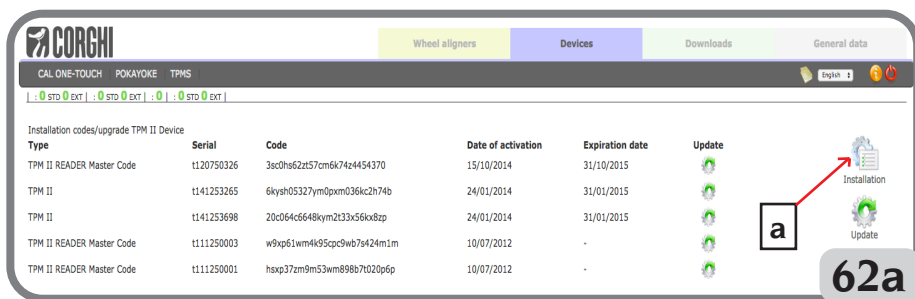 CORGHI
Wheel aligners Devices Downloads General data
CAL ONE-TOUCH POKAYOKE TPMS English
| : 0 STD 0 EXT | : 0 STD 0 EXT | : 0 | : 0 STD 0 EXT |
Installation codes/upgrade TPM II Device
Type Serial Code Date of activation Expiration date Update
TPM II READER Master Code t120750326 3sc0hs62zt57cm6k74z4454370 15/10/2014 31/10/2015
TPM II t141253265 6kysh05327ym0pxm036kc2h74b 24/01/2014 31/01/2015
TPM II t141253698 20c064c6648kym2t33x56kx8zp 24/01/2014 31/01/2015
TPM II READER Master Code t111250003 w9xp61wm4k95cpc9wb7s424m1m 10/07/2012 -
TPM II READER Master Code t111250001 hsxp37zm9m53wm898b7t020p6p 10/07/2012 -
Installation
a
Update
62a